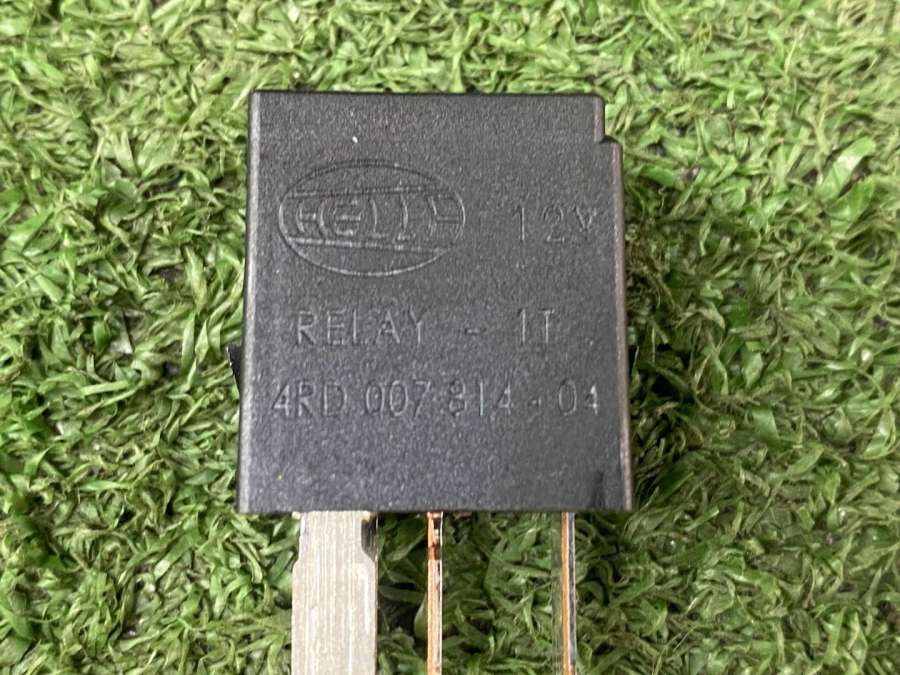 HELLA 12V
RELAY - 1T
4RD 007 814-04